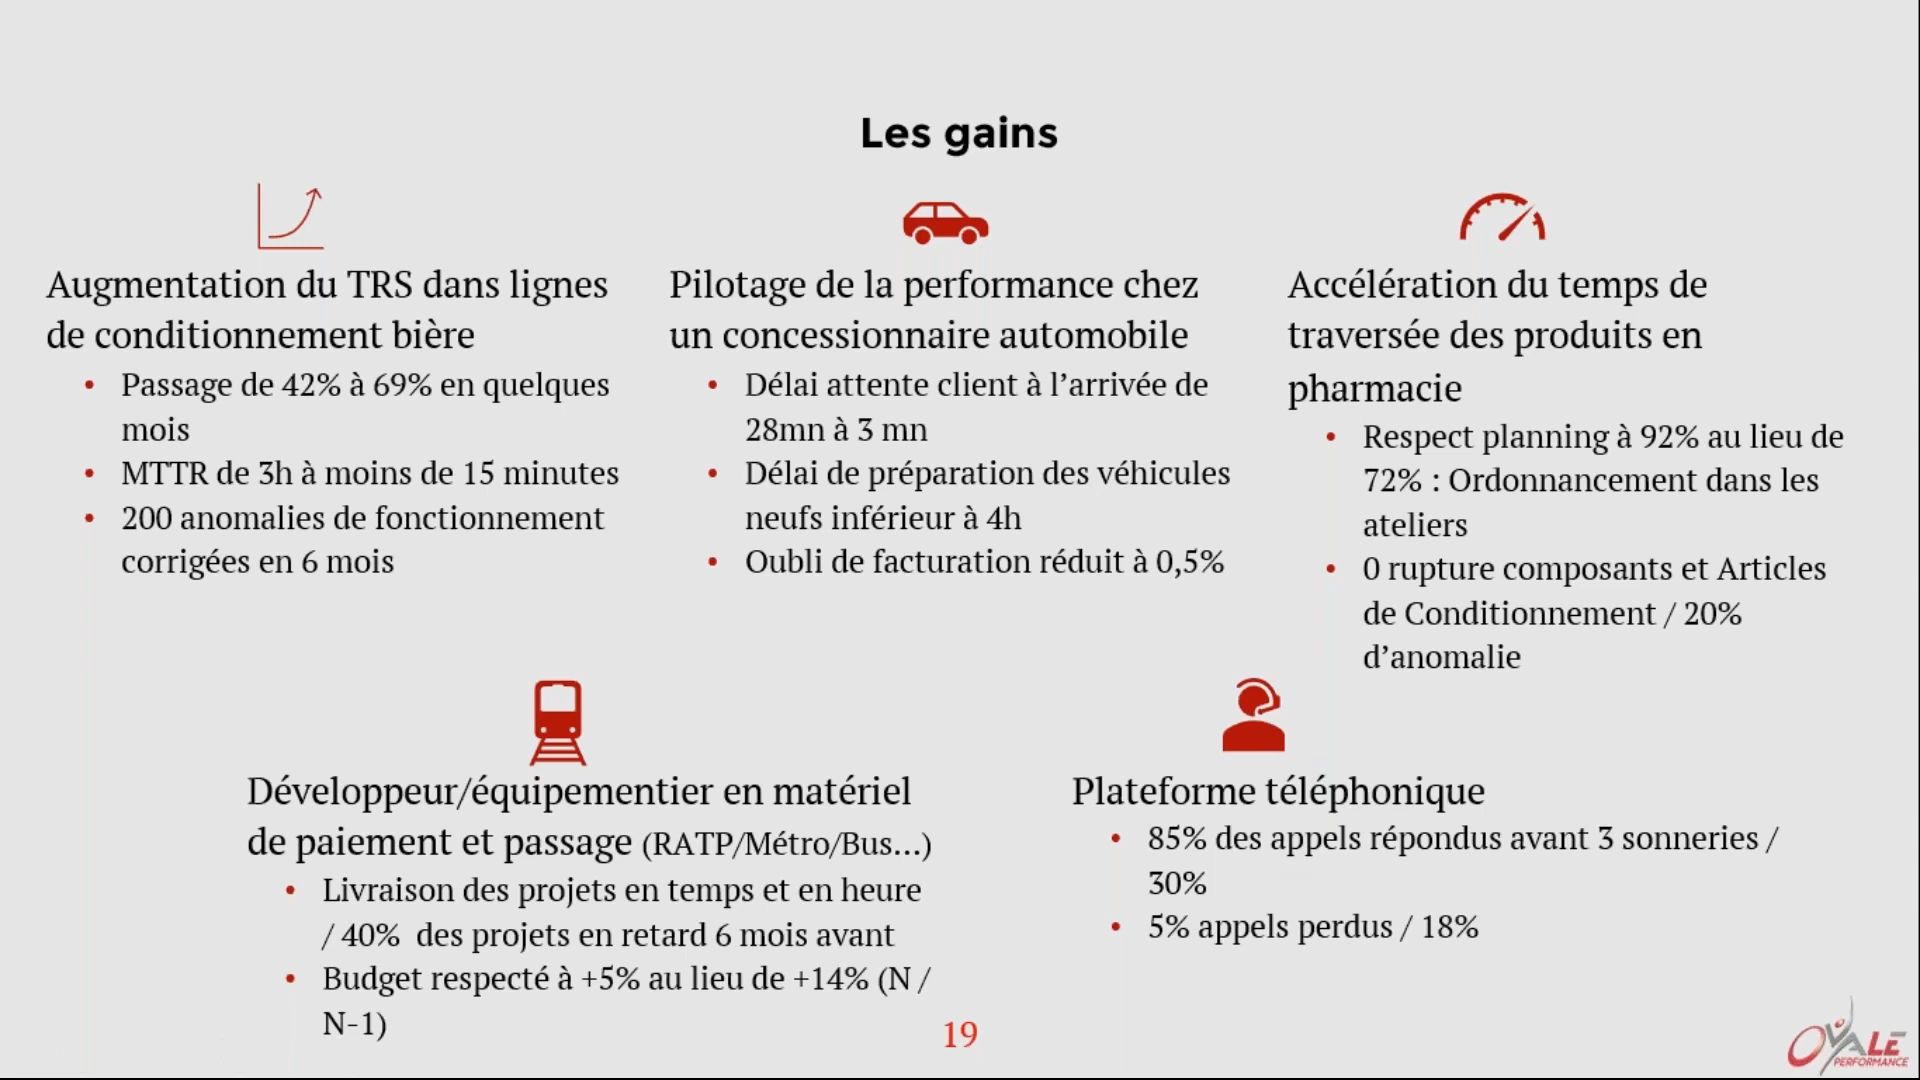 Les gains
Augmentation du TRS dans lignes
de conditionnement bière
• Passage de 42% à 69% en quelques
mois
• MTTR de 3h à moins de 15 minutes
• 200 anomalies de fonctionnement
corrigées en 6 mois
Pilotage de la performance chez
un concessionnaire automobile
• Délai attente client à l’arrivée de
28mn à 3 mn
• Délai de préparation des véhicules
neufs inférieur à 4h
• Oubli de facturation réduit à 0,5%
Accélération du temps de
traversée des produits en
pharmacie
• Respect planning à 92% au lieu de
72% : Ordonnancement dans les
ateliers
• 0 rupture composants et Articles
de Conditionnement / 20%
d’anomalie
Développeur/équipementier en matériel
de paiement et passage (RATP/Métro/Bus...)
• Livraison des projets en temps et en heure
/ 40%  des projets en retard 6 mois avant
• Budget respecté à +5% au lieu de +14% (N /
N-1)
Plateforme téléphonique
• 85% des appels répondus avant 3 sonneries /
30%
• 5% appels perdus / 18%
19
OVALE
PERFORMANCE